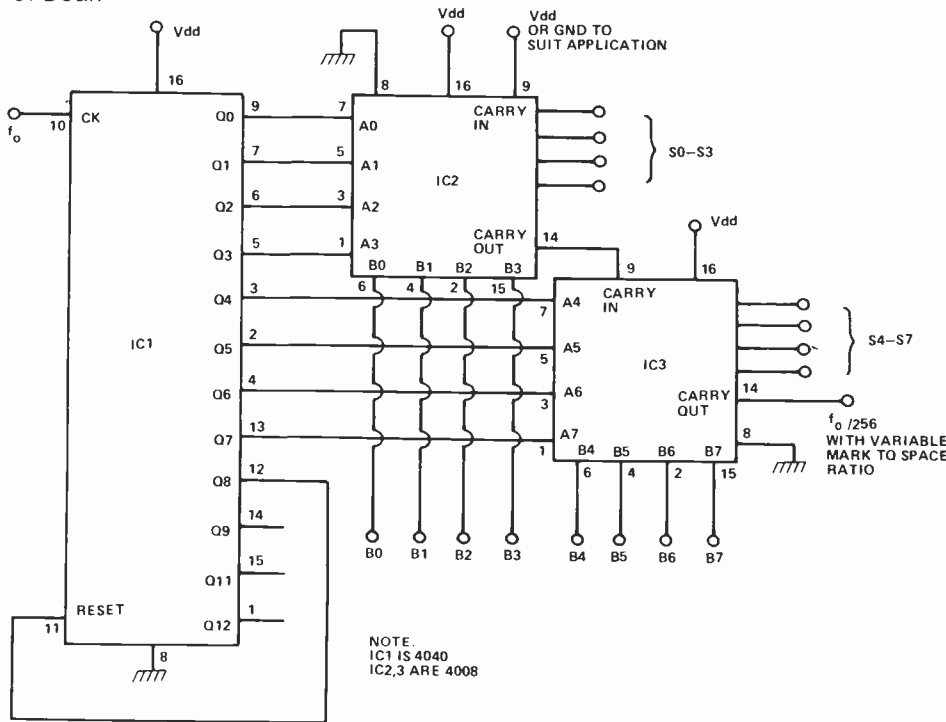 Vdd
16
CK
10
fo
IC1
Q0
9
Q1
7
Q2
6
Q3
5
Q4
3
Q5
2
Q6
4
Q7
13
Q8
12
Q9
14
Q11
15
Q12
1
RESET
11
8
Vdd
Vdd
OR GND TO
SUIT APPLICATION
8
16
9
7
A0
5
A1
3
A2
1
A3
IC2
CARRY
IN
CARRY
OUT
14
B0
B1
B2
B3
6
4
2
15
S0–S3
Vdd
9
16
CARRY
IN
7
A4
5
A5
3
A6
1
A7
IC3
CARRY
OUT
14
8
B4
B5
B6
B7
6
4
2
15
S4–S7
fo/256
WITH VARIABLE
MARK TO SPACE
RATIO
B0
B1
B2
B3
B4
B5
B6
B7
NOTE.
IC1 IS 4040
IC2,3 ARE 4008